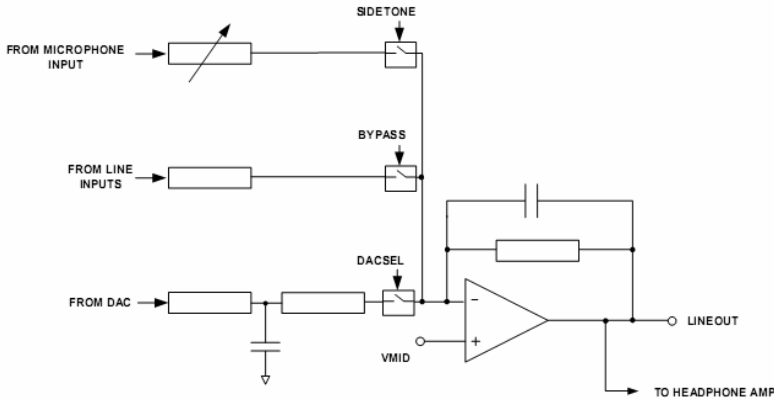 SIDETONE
FROM MICROPHONE
INPUT
BYPASS
FROM LINE
INPUTS
DACSEL
FROM DAC
VMID
LINEOUT
TO HEADPHONE AMP